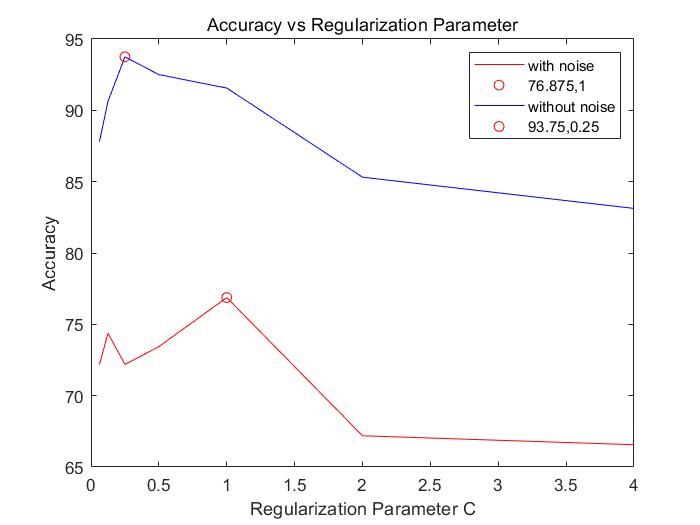 Accuracy vs Regularization Parameter
with noise
76.875,1
without noise
93.75,0.25
95
90
85
80
75
70
65
Accuracy
0 0.5 1 1.5 2 2.5 3 3.5 4
Regularization Parameter C